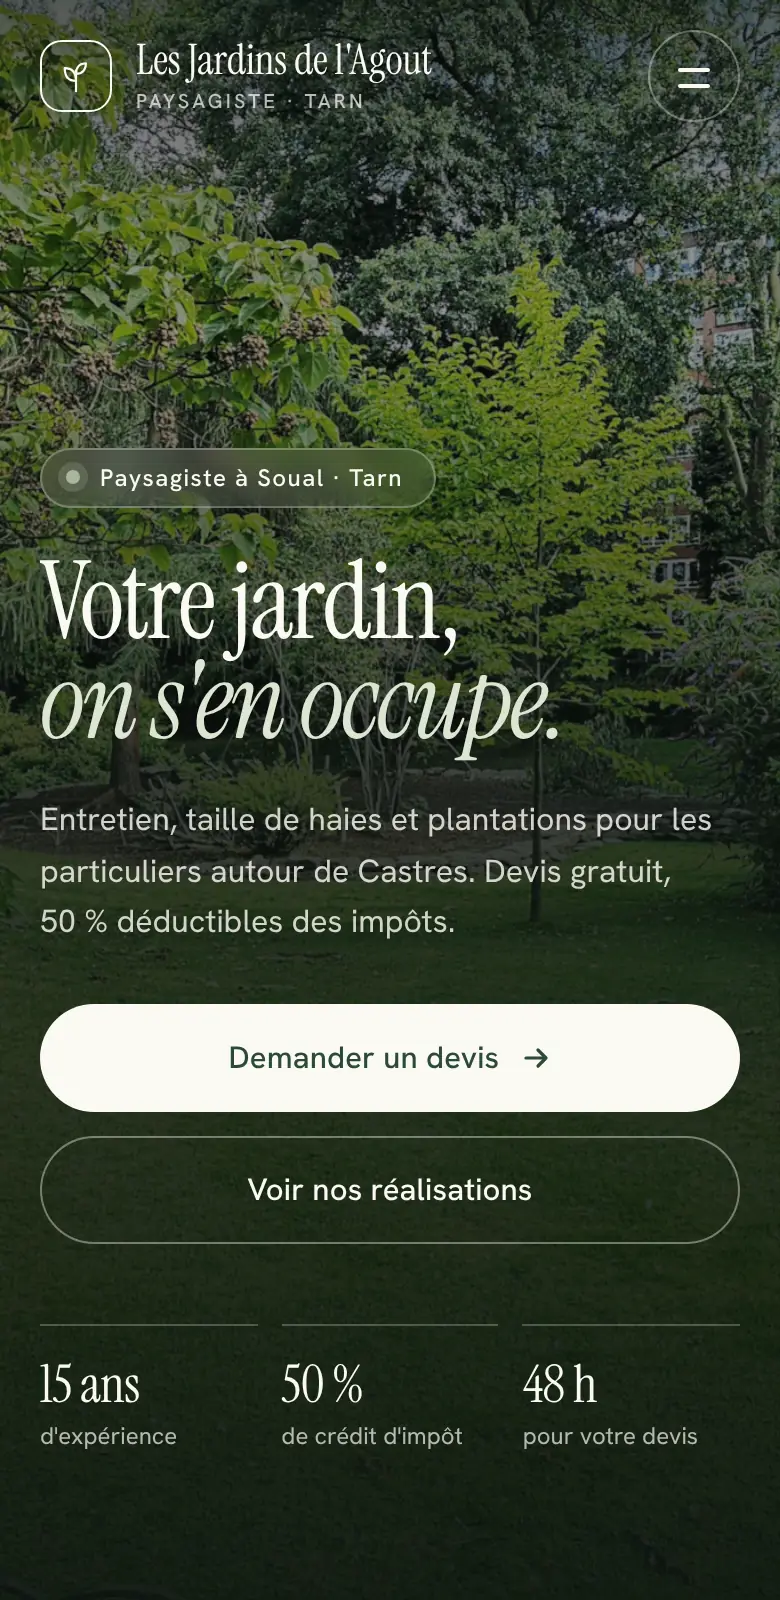 Les Jardins de l'Agout
PAYSAGISTE · TARN
Paysagiste à Soual · Tarn
Votre jardin,
on s'en occupe.
Entretien, taille de haies et plantations pour les
particuliers autour de Castres. Devis gratuit,
50 % déductibles des impôts.
Demander un devis →
Voir nos réalisations
15 ans
d'expérience
50 %
de crédit d'impôt
48 h
pour votre devis